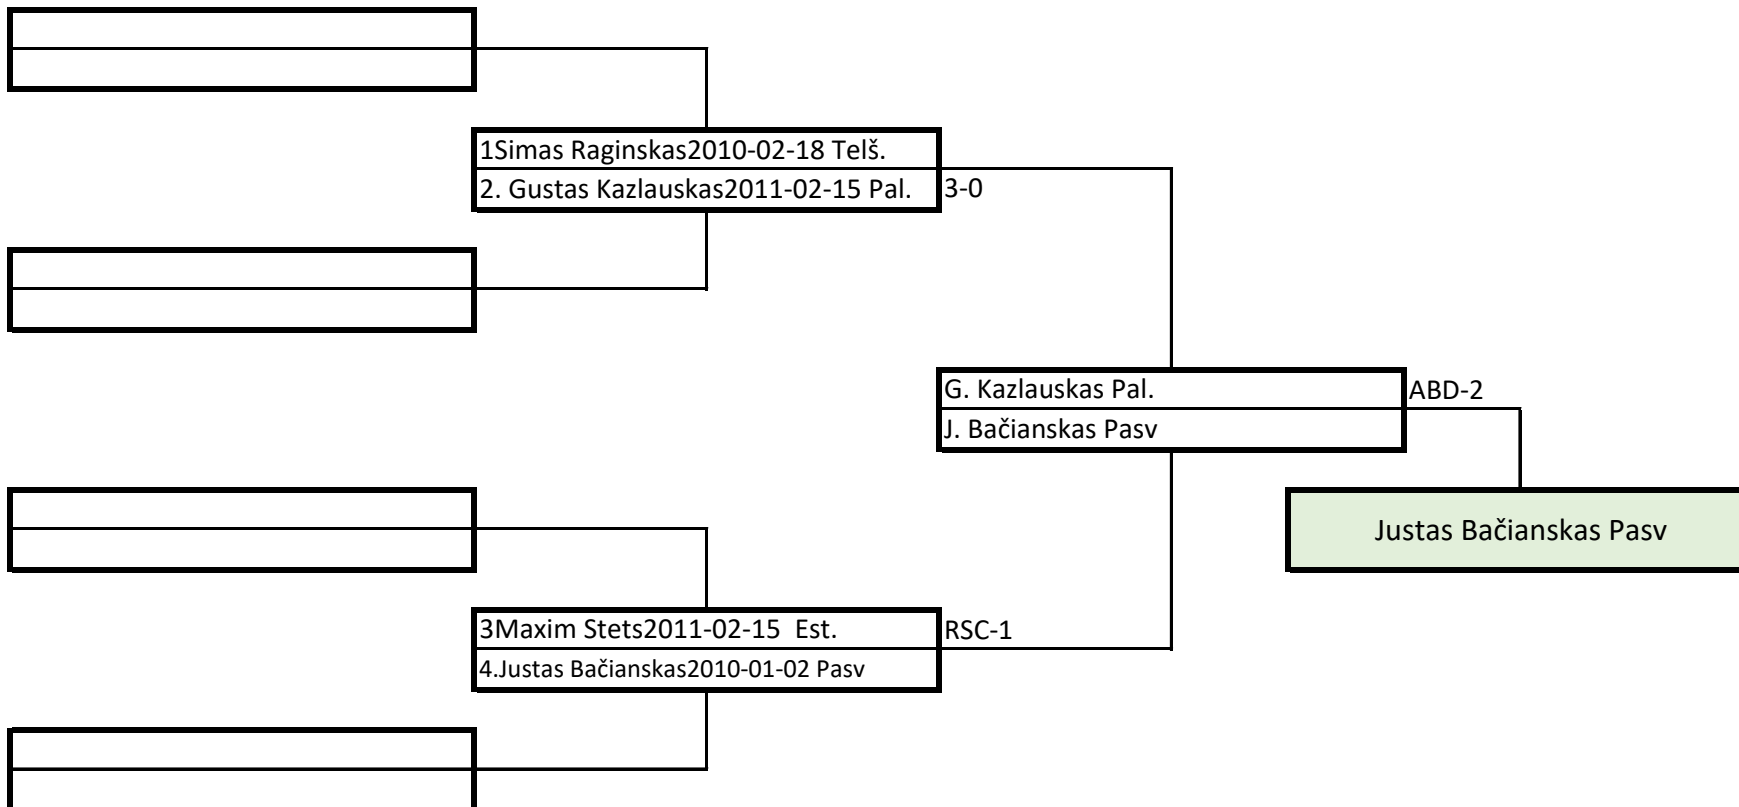 1Simas Raginskas2010-02-18 Telš.
2. Gustas Kazlauskas2011-02-15 Pal.
3-0
G. Kazlauskas Pal.
ABD-2
J. Bačianskas Pasv
Justas Bačianskas Pasv
3Maxim Stets2011-02-15  Est.
RSC-1
4.Justas Bačianskas2010-01-02 Pasv